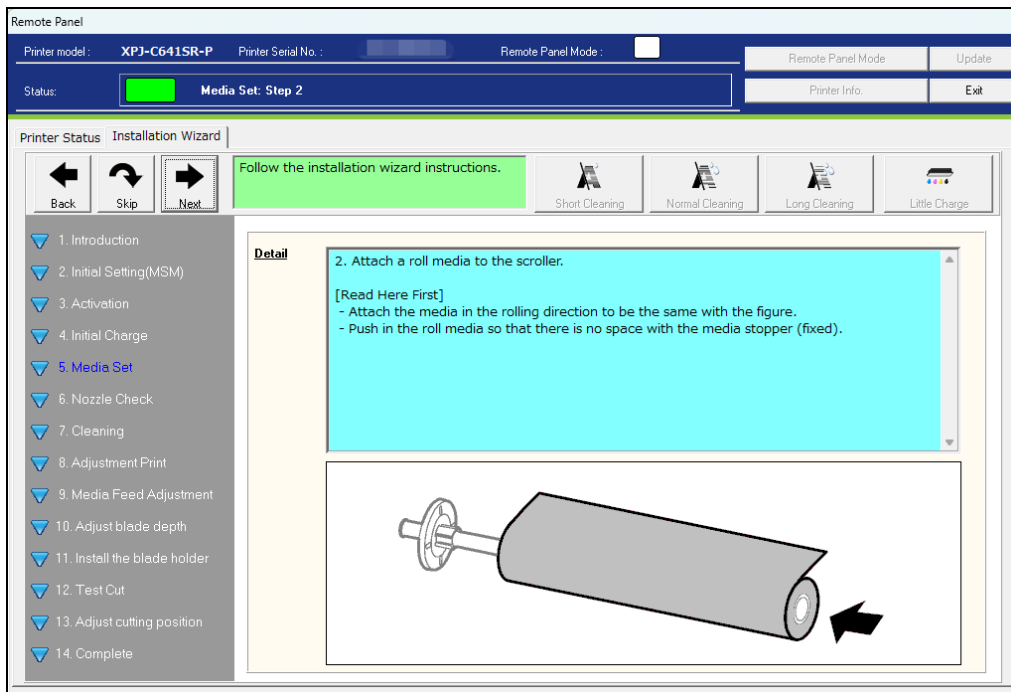 Remote Panel
Printer model : XPJ-C641SR-P Printer Serial No. : Remote Panel Mode :
Remote Panel Mode Update
Status: Media Set: Step 2
Printer Info. Exit
Printer Status Installation Wizard
Back Skip Next
Follow the installation wizard instructions.
Short Cleaning Normal Cleaning Long Cleaning Little Charge
1. Introduction
2. Initial Setting(MSM)
3. Activation
4. Initial Charge
5. Media Set
6. Nozzle Check
7. Cleaning
8. Adjustment Print
9. Media Feed Adjustment
10. Adjust blade depth
11. Install the blade holder
12. Test Cut
13. Adjust cutting position
14. Complete
Detail
2. Attach a roll media to the scroller.
[Read Here First]
- Attach the media in the rolling direction to be the same with the figure.
- Push in the roll media so that there is no space with the media stopper (fixed).